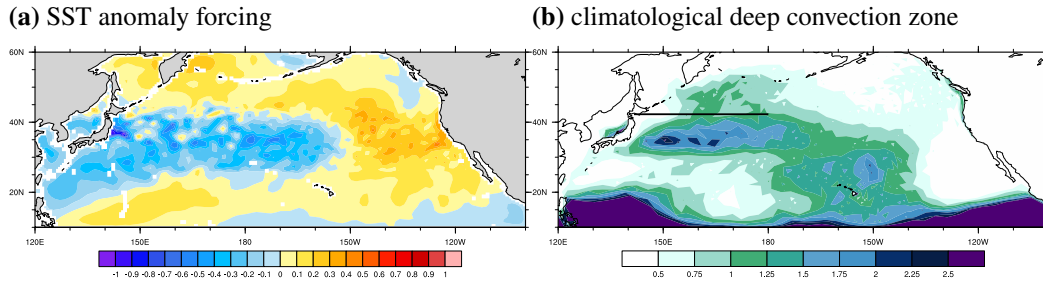 (a) SST anomaly forcing
(b) climatological deep convection zone
60N
40N
20N
120E 150E 180 150W 120W
-1 -0.9 -0.8 -0.7 -0.6 -0.5 -0.4 -0.3 -0.2 -0.1 0 0.1 0.2 0.3 0.4 0.5 0.6 0.7 0.8 0.9 1
60N
40N
20N
120E 150E 180 150W 120W
0.5 0.75 1 1.25 1.5 1.75 2 2.25 2.5